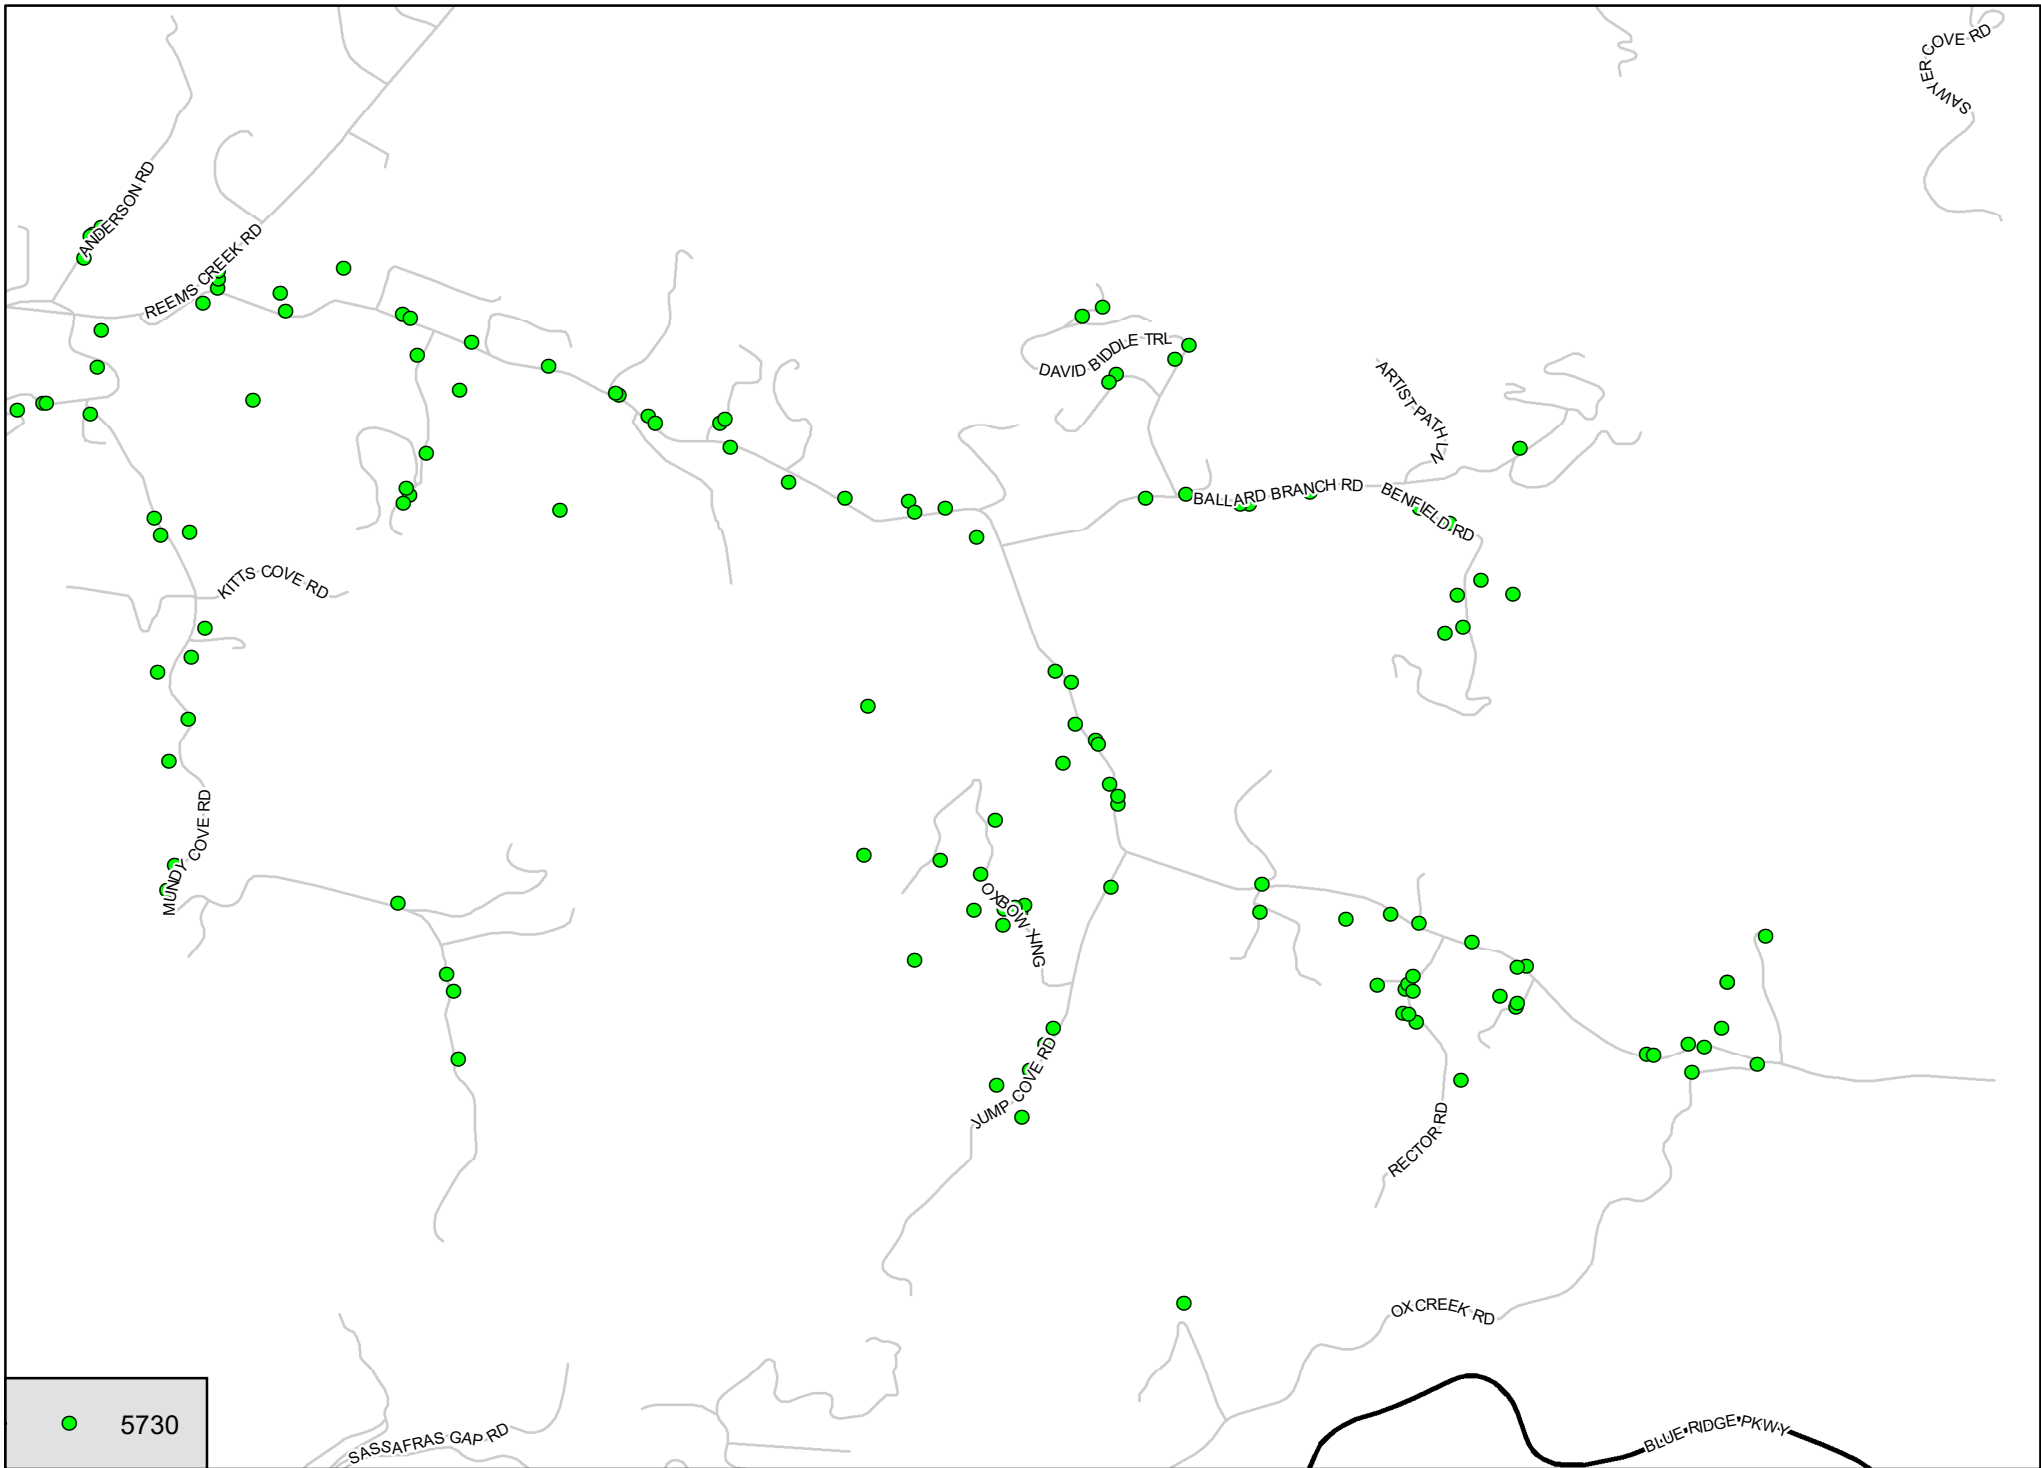 SAWYER COVE RD
ANDERSON RD
REEMS CREEK RD
DAVID BIDDLE TRL
ARTIST PATH LN
BALLARD BRANCH RD
BENFIELD RD
KITTS COVE RD
MUNDY COVE RD
OXBOW XING
JUMP COVE RD
RECTOR RD
OX CREEK RD
SASSAFRAS GAP RD
BLUE RIDGE PKWY
5730